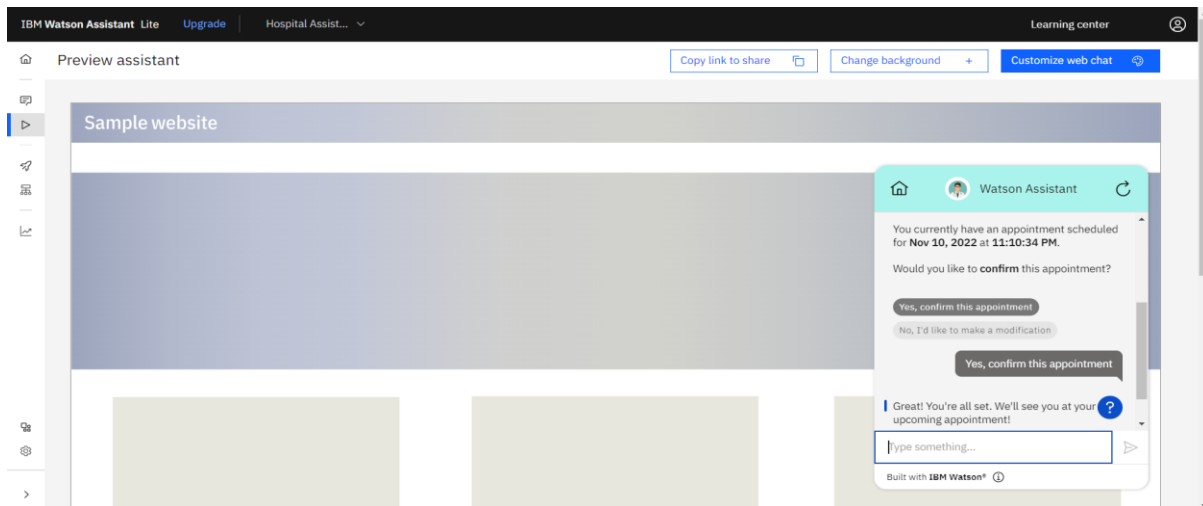 IBM Watson Assistant Lite Upgrade Hospital Assist... Learning center
Preview assistant Copy link to share Change background + Customize web chat
Sample website
Watson Assistant
You currently have an appointment scheduled
for Nov 10, 2022 at 11:10:34 PM.
Would you like to confirm this appointment?
Yes, confirm this appointment
No, I'd like to make a modification
Yes, confirm this appointment
Great! You're all set. We'll see you at your
upcoming appointment!
?
Type something...
Built with IBM Watson®